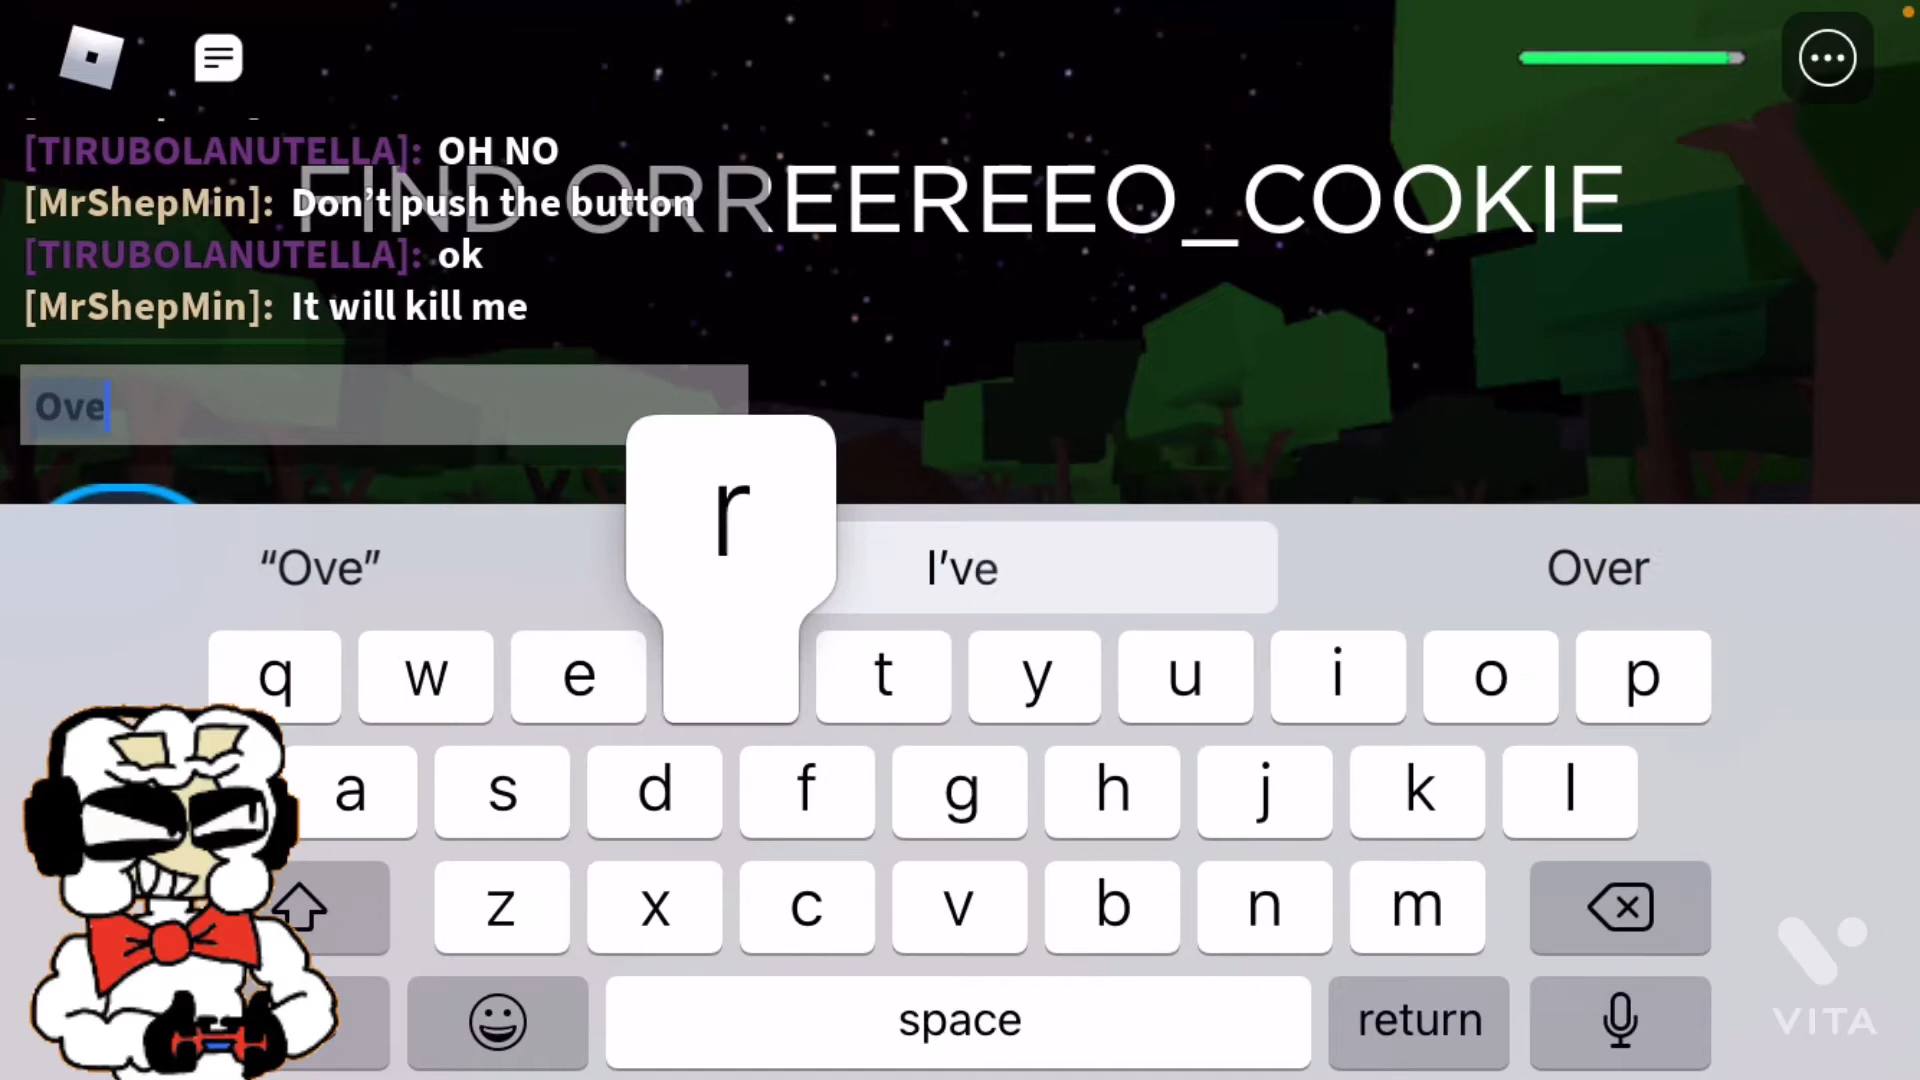 [TIRUBOLANUTELLA]: OH NO
FIND ORREEREEO_COOKIE
[MrShepMin]: Don't push the button
[TIRUBOLANUTELLA]: ok
[MrShepMin]: It will kill me
Ove
r
“Ove” I've Over
q w e t y u i o p
a s d f g h j k l
z x c v b n m
space return
VITA